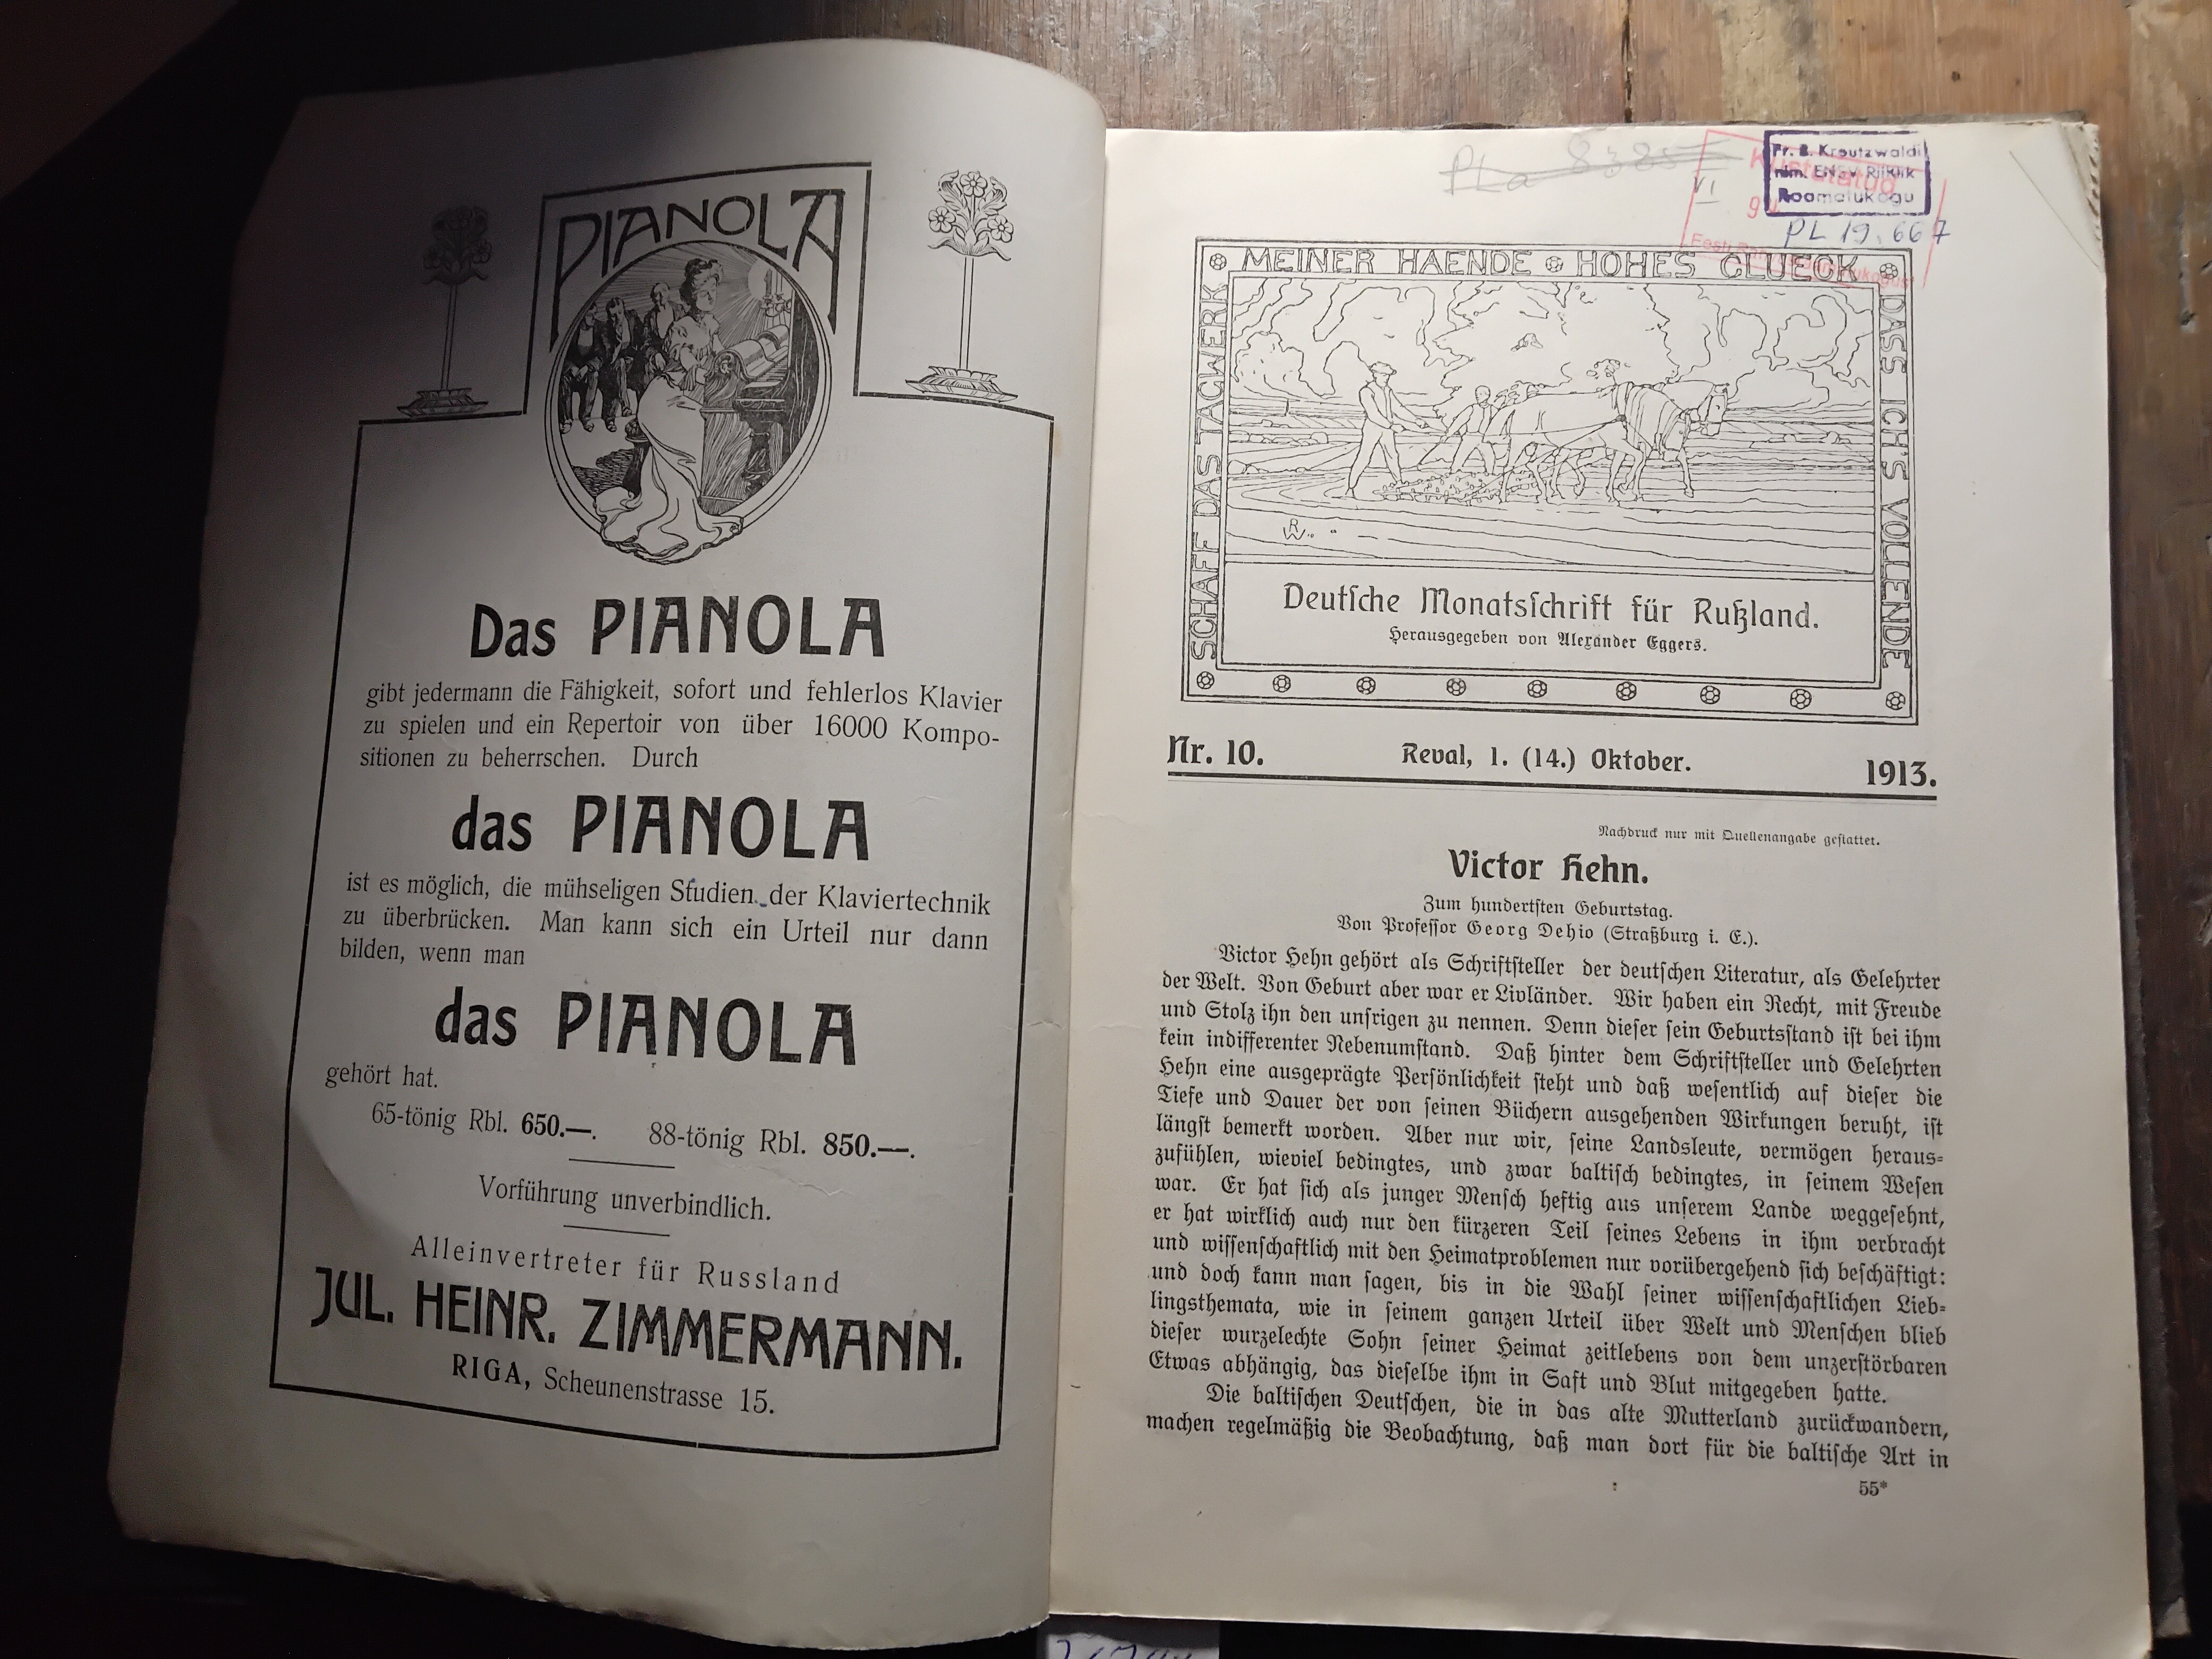 PIANOLA
Das PIANOLA
gibt jedermann die Fähigkeit, sofort und fehlerlos Klavier
zu spielen und ein Repertoir von über 16000 Kompo-
sitionen zu beherrschen. Durch
das PIANOLA
ist es möglich, die mühseligen Studien der Klaviertechnik
zu überbrücken. Man kann sich ein Urteil nur dann
bilden, wenn man
das PIANOLA
gehört hat.
65-tönig Rbl. 650.—. 88-tönig Rbl. 850.—.
Vorführung unverbindlich.
Alleinvertreter für Russland
JUL. HEINR. ZIMMERMANN.
RIGA, Scheunenstrasse 15.
PLa 8385
VI
Fr. R. Kreutzwaldi
nim. ENSV Riiklik
Raamatukogu
PL 19.667
SCHAFF DAS TAGWERK
MEINER HAENDE HOHES GLUECK
DASS ICH'S VOLLENDE
RW
Deutſche Monatsſchrift für Rußland.
Herausgegeben von Alexander Eggers.
Nr. 10. Reval, 1. (14.) Oktober. 1913.
Nachdruck nur mit Quellenangabe geſtattet.
Victor Hehn.
Zum hundertſten Geburtstag.
Von Profeſſor Georg Dehio (Straßburg i. E.).
Victor Hehn gehört als Schriftſteller der deutſchen Literatur, als Gelehrter
der Welt. Von Geburt aber war er Livländer. Wir haben ein Recht, mit Freude
und Stolz ihn den unſrigen zu nennen. Denn dieſer ſein Geburtsſtand iſt bei ihm
kein indifferenter Nebenumſtand. Daß hinter dem Schriftſteller und Gelehrten
Hehn eine ausgeprägte Perſönlichkeit ſteht und daß weſentlich auf dieſer die
Tiefe und Dauer der von ſeinen Büchern ausgehenden Wirkungen beruht, iſt
längſt bemerkt worden. Aber nur wir, ſeine Landsleute, vermögen heraus-
zufühlen, wieviel bedingtes, und zwar baltiſch bedingtes, in ſeinem Weſen
war. Er hat ſich als junger Menſch heftig aus unſerem Lande weggeſehnt,
er hat wirklich auch nur den kürzeren Teil ſeines Lebens in ihm verbracht
und wiſſenſchaftlich mit den Heimatproblemen nur vorübergehend ſich beſchäftigt:
und doch kann man ſagen, bis in die Wahl ſeiner wiſſenſchaftlichen Lieb-
lingsthemata, wie in ſeinem ganzen Urteil über Welt und Menſchen blieb
dieſer wurzelechte Sohn ſeiner Heimat zeitlebens von dem unzerſtörbaren
Etwas abhängig, das dieſelbe ihm in Saft und Blut mitgegeben hatte.
Die baltiſchen Deutſchen, die in das alte Mutterland zurückwandern,
machen regelmäßig die Beobachtung, daß man dort für die baltiſche Art in
55*